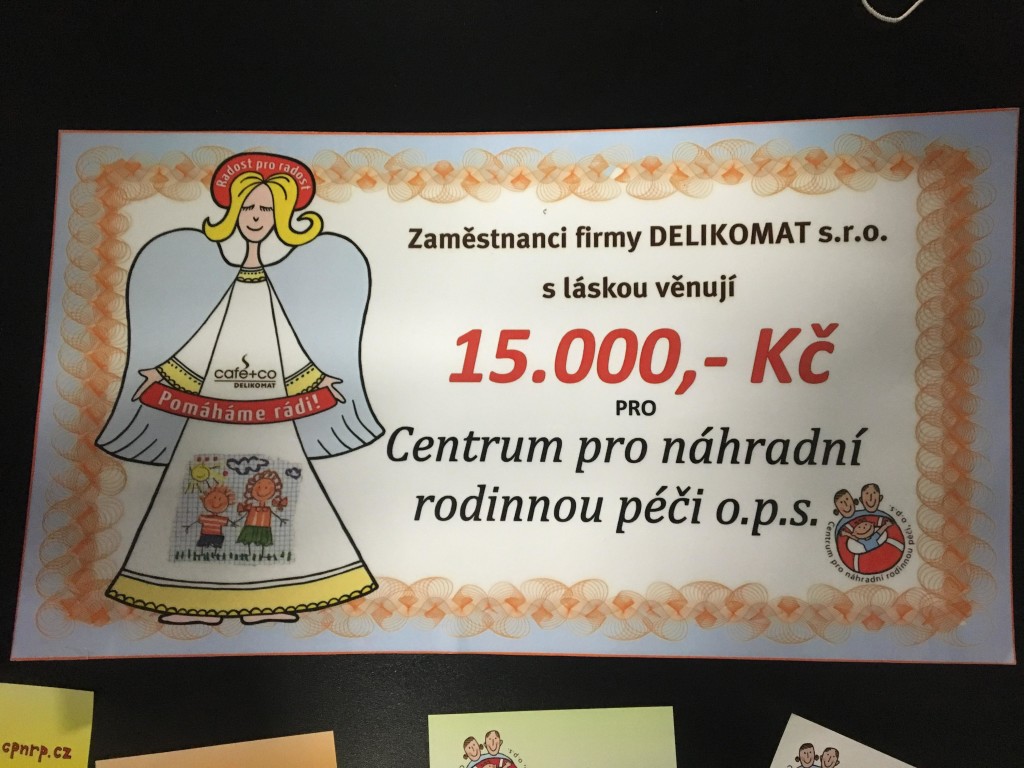 Radost pro radost
Zaměstnanci firmy DELIKOMAT s.r.o.
s láskou věnují
15.000,- Kč
PRO
Centrum pro náhradní
rodinnou péči o.p.s.
café+co
DELIKOMAT
Pomáháme rádi!
Centrum pro náhradní rodinnou péči, o.p.s.
cpnrp.cz